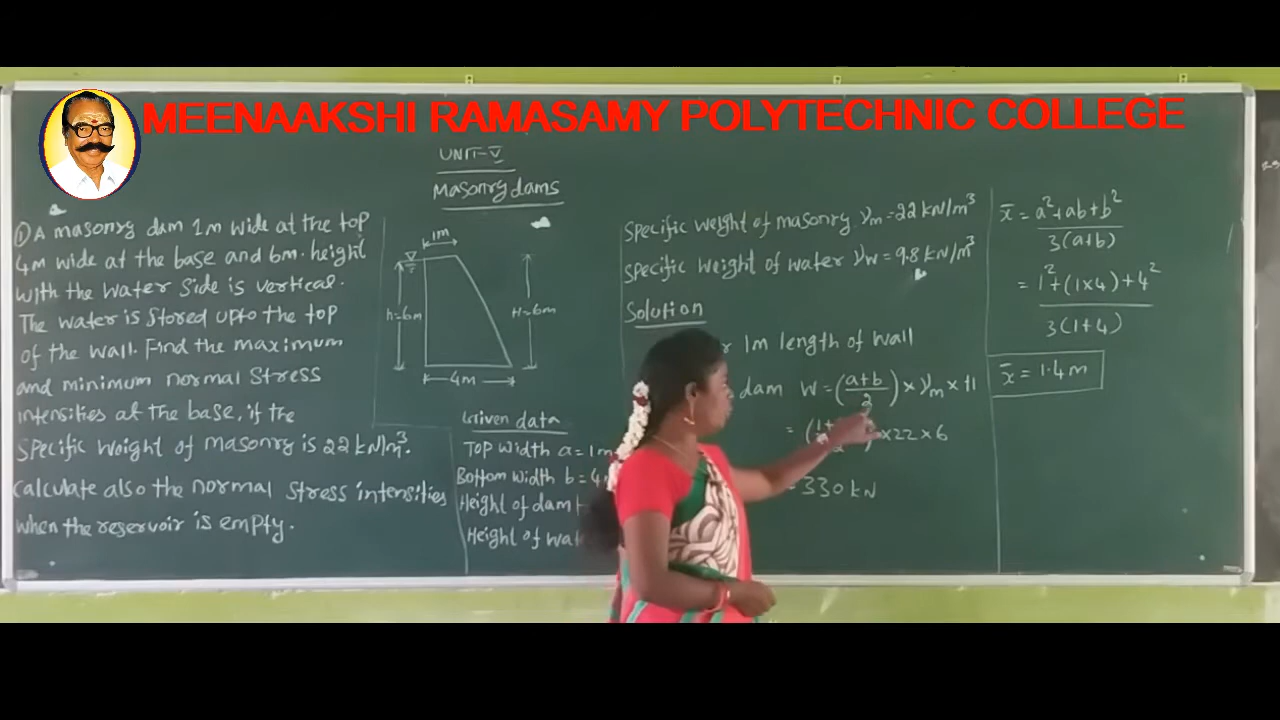 MEENAAKSHI RAMASAMY POLYTECHNIC COLLEGE
UNIT-V
Masonry dams
① A masonry dam 1m wide at the top
4m wide at the base and 6m. height
with the water side is vertical.
The water is stored upto the top
of the wall. Find the maximum
and minimum normal stress
intensities at the base, if the
specific weight of masonry is 22 kN/m³.
calculate also the normal stress intensities
when the reservoir is empty.
1m
h=6m
H=6m
4m
Given data
Top width a=1m
Bottom width b=4
Height of dam
Height of
Specific weight of masonry γm=22 kN/m³
Specific weight of water γw=9.8 kN/m³
Solution
1m length of wall
dam W=(a+b/2)×γm×H
×22×6
330 kN
x̄ = a²+ab+b²/3(a+b)
= 1²+(1×4)+4²/3(1+4)
x̄ = 1.4m